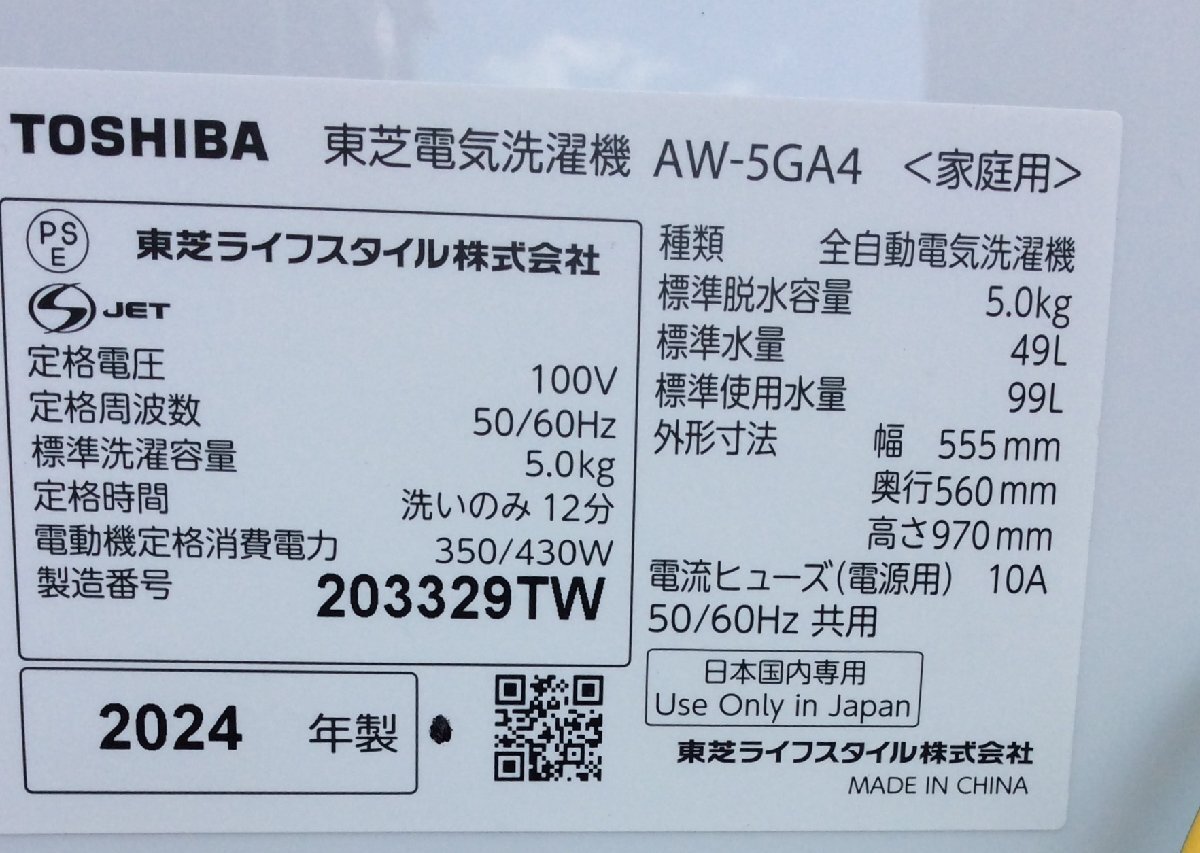 TOSHIBA 東芝電気洗濯機 AW-5GA4 <家庭用>
PSE 東芝ライフスタイル株式会社
S JET
定格電圧 100V
定格周波数 50/60Hz
標準洗濯容量 5.0kg
定格時間 洗いのみ 12分
電動機定格消費電力 350/430W
製造番号 203329TW
2024 年製
種類 全自動電気洗濯機
標準脱水容量 5.0kg
標準水量 49L
標準使用水量 99L
外形寸法 幅 555mm
奥行560mm
高さ970mm
電流ヒューズ(電源用) 10A
50/60Hz 共用
日本国内専用
Use Only in Japan
東芝ライフスタイル株式会社
MADE IN CHINA